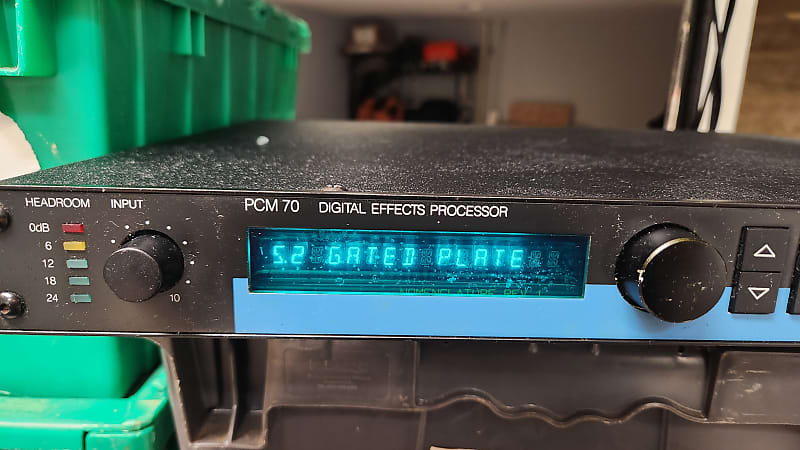 HEADROOM INPUT
PCM 70 DIGITAL EFFECTS PROCESSOR
0dB
6
12
18
24
10
5.2 GATED PLATE